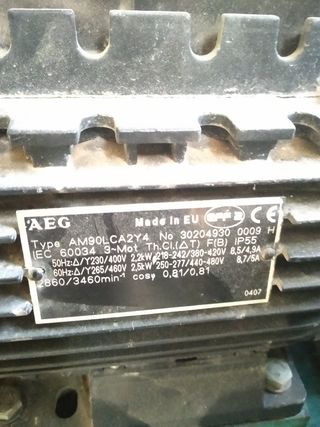 AEG Made in EU EFF 2
Type AM90LCA2Y4 No 30204930 0009 H
IEC 60034 3~Mot Th.Cl.(ΔT) F(B) IP55
50Hz:Δ/Y230/400V 2,2kW 218-242/380-420V 8,5/4,9A
60Hz:Δ/Y265/460V 2,5kW 250-277/440-480V 8,7/5A
2860/3460min⁻¹ cosφ 0,81/0,81
0407